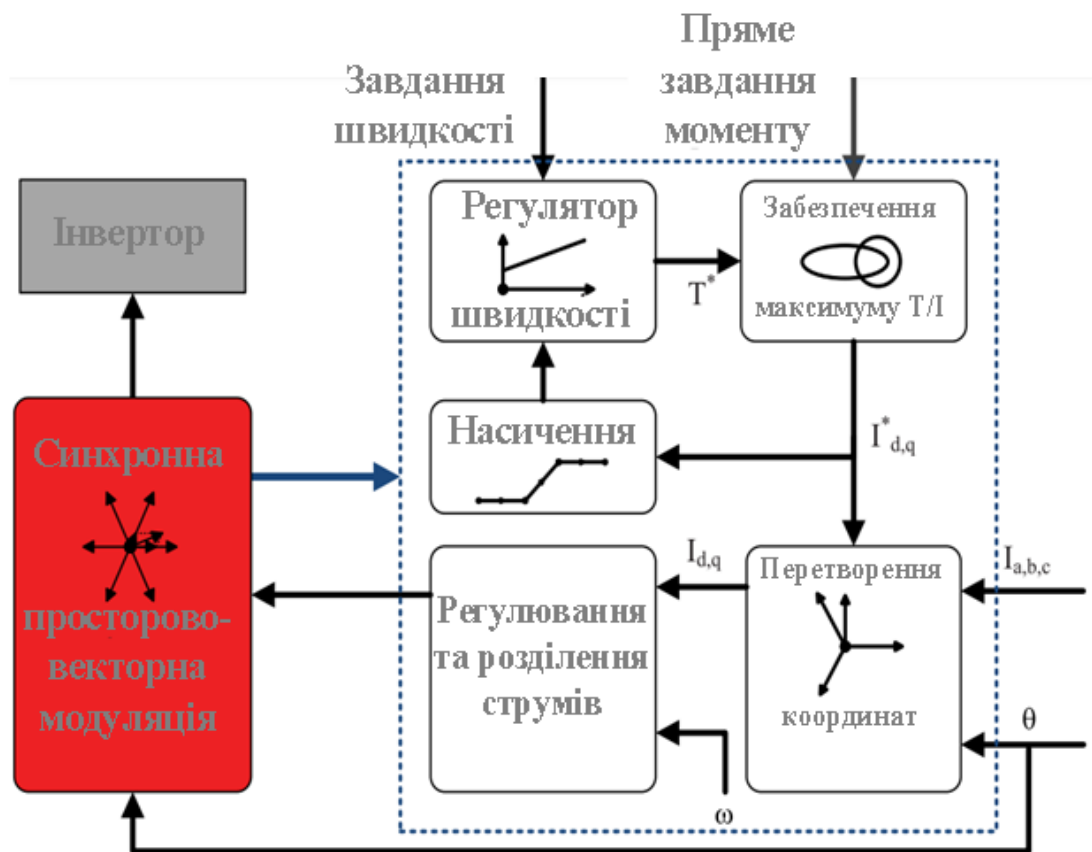 Пряме
завдання
моменту
Завдання
швидкості
Інвертор
Регулятор
швидкості
T*
Забезпечення
максимуму T/I
Насичення
I*d,q
Синхронна
просторово-
векторна
модуляція
Регулювання
та розділення
струмів
Id,q
Перетворення
координат
Ia,b,c
θ
ω